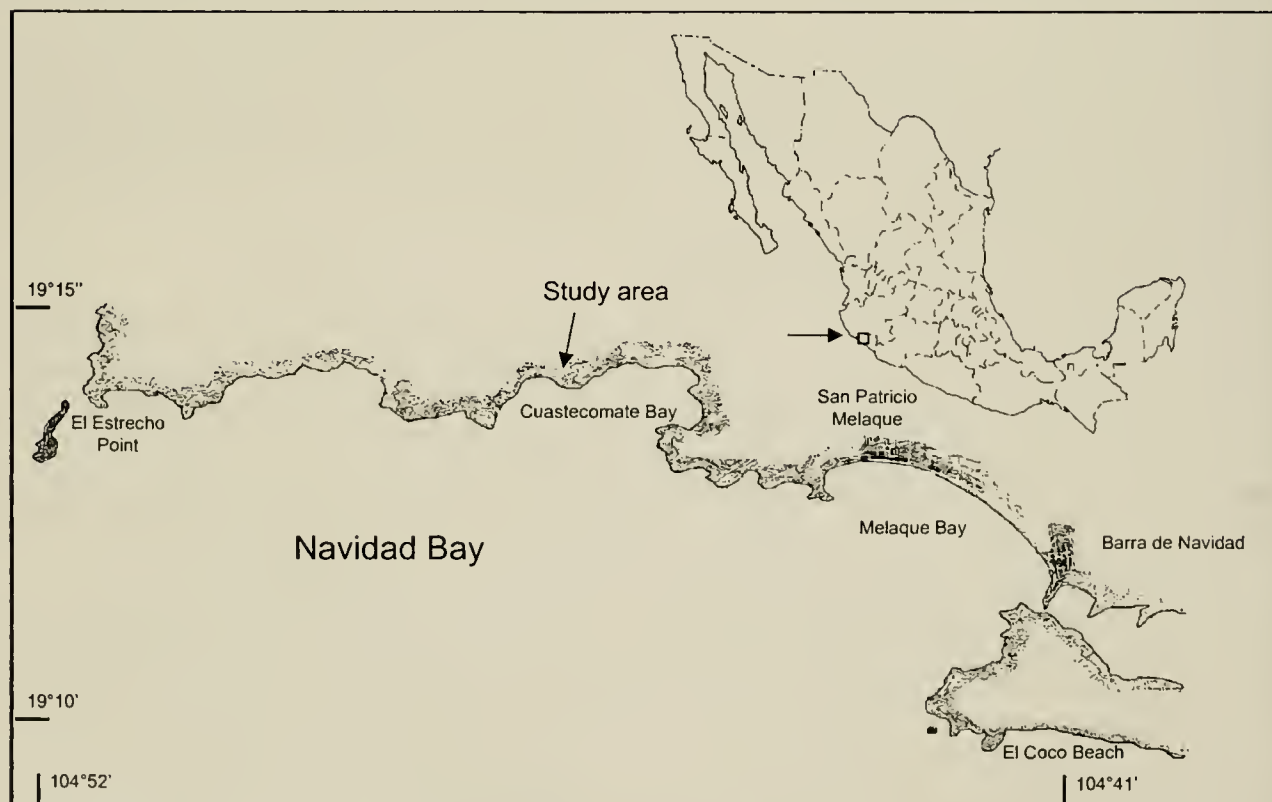 19°15"
Study area
El Estrecho
Point
Cuastecomate Bay
San Patricio
Melaque
Navidad Bay
Melaque Bay
Barra de Navidad
19°10'
El Coco Beach
104°52'
104°41'